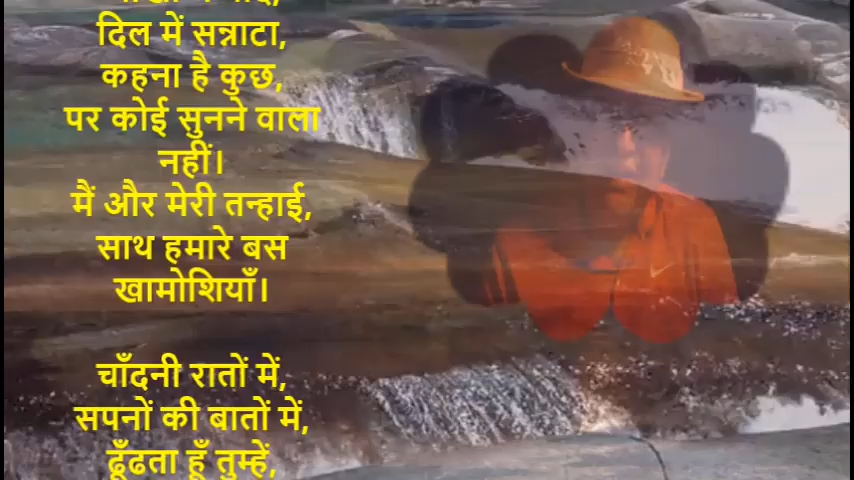 दिल में सन्नाटा,
कहना है कुछ,
पर कोई सुनने वाला
नहीं।
मैं और मेरी तन्हाई,
साथ हमारे बस
खामोशियाँ।
चाँदनी रातों में,
सपनों की बातों में,
ढूँढता हूँ तुम्हें,